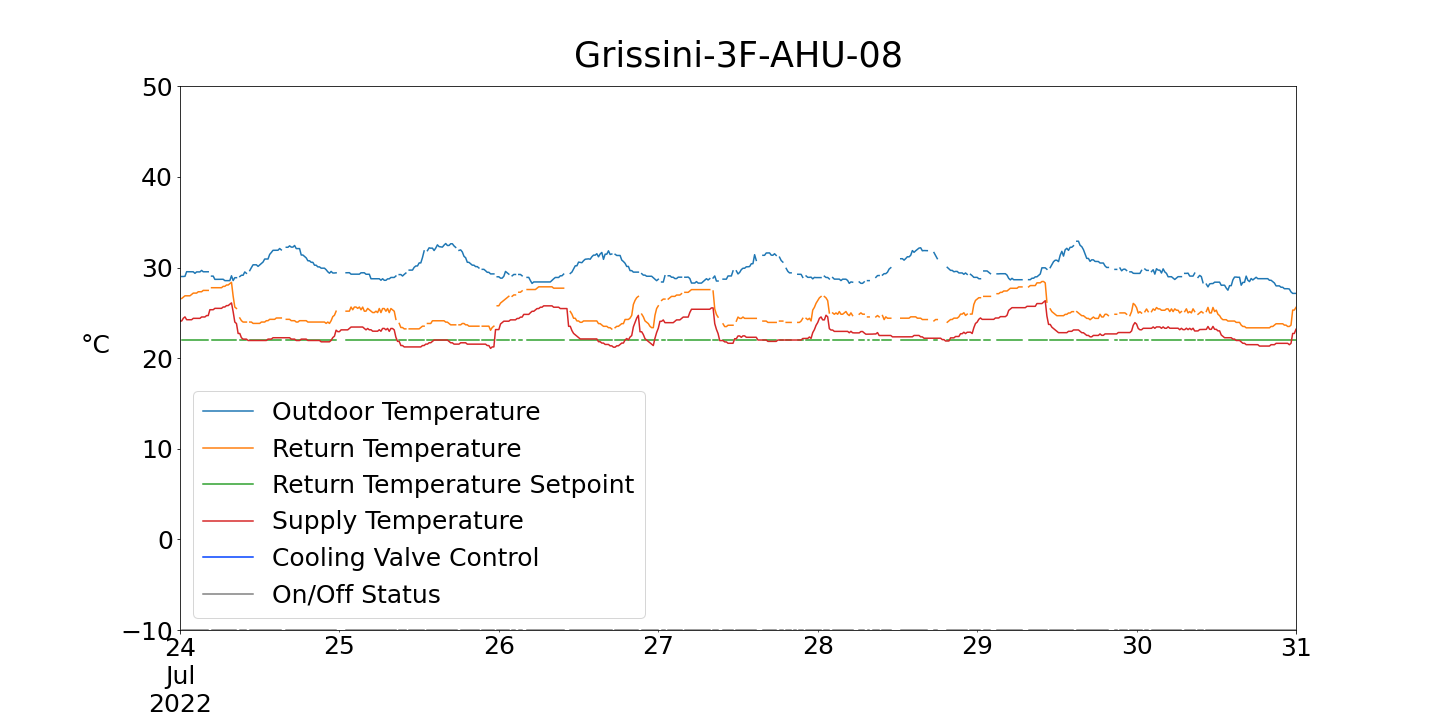 Grissini-3F-AHU-08
50
40
30
°C
20
10
0
−10
Outdoor Temperature
Return Temperature
Return Temperature Setpoint
Supply Temperature
Cooling Valve Control
On/Off Status
24 25 26 27 28 29 30 31
Jul
2022